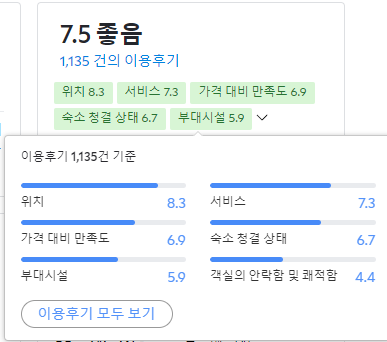 7.5 좋음
1,135 건의 이용후기
위치 8.3 서비스 7.3 가격 대비 만족도 6.9
숙소 청결 상태 6.7 부대시설 5.9
이용후기 1,135건 기준
위치 8.3 서비스 7.3
가격 대비 만족도 6.9 숙소 청결 상태 6.7
부대시설 5.9 객실의 안락함 및 쾌적함 4.4
이용후기 모두 보기